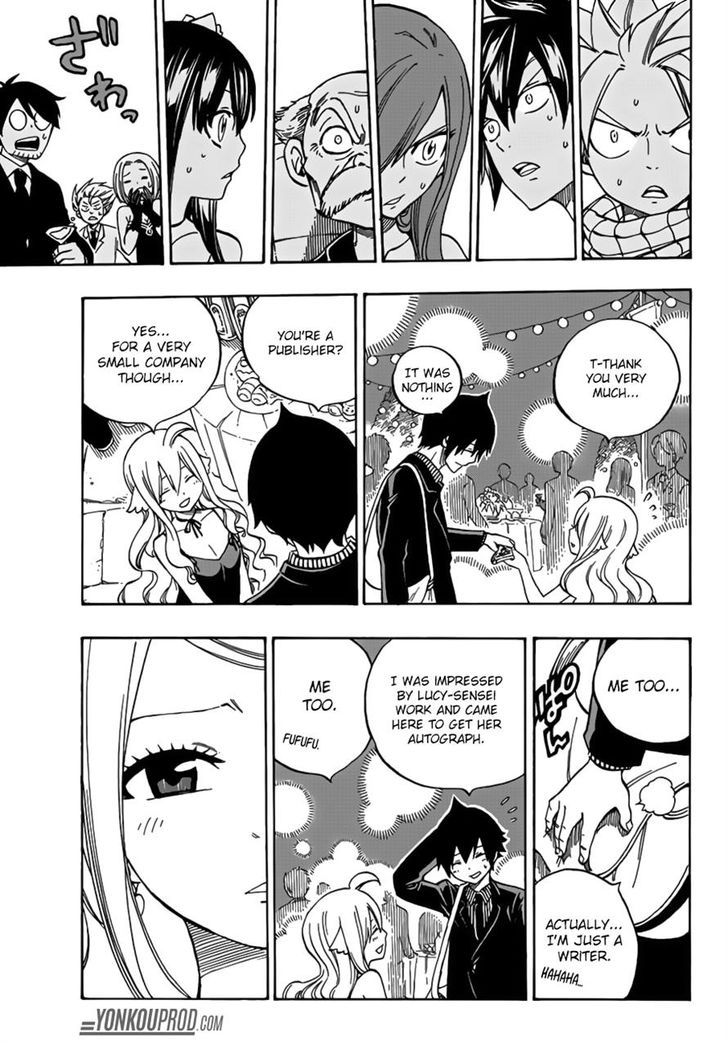 ざわっ
T-THANK
YOU VERY
MUCH...
IT WAS
NOTHING
...
YOU'RE A
PUBLISHER?
YES...
FOR A VERY
SMALL COMPANY
THOUGH...
ME TOO...
ACTUALLY...
I'M JUST A
WRITER.
HAHAHA...
I WAS IMPRESSED
BY LUCY-SENSEI
WORK AND CAME
HERE TO GET HER
AUTOGRAPH.
ME
TOO.
FUFUFU.
=YONKOUPROD.COM